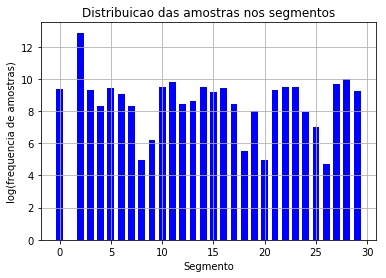 Distribuicao das amostras nos segmentos
log(frequencia de amostras)
12
10
8
6
4
2
0
0 5 10 15 20 25 30
Segmento